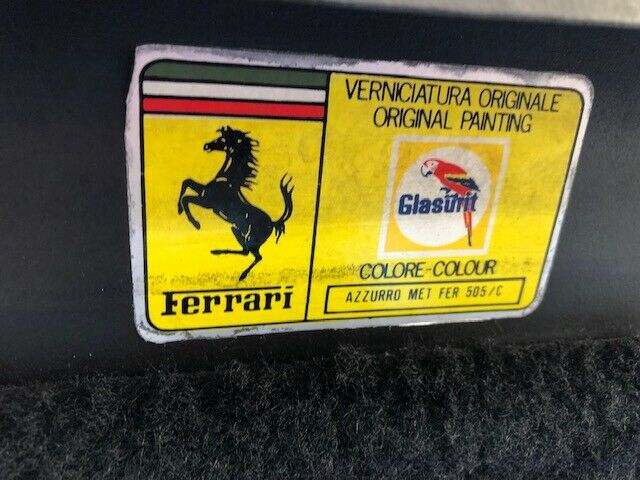 VERNICIATURA ORIGINALE
ORIGINAL PAINTING
Glasurit
COLORE-COLOUR
AZZURRO MET FER 505/C
Ferrari